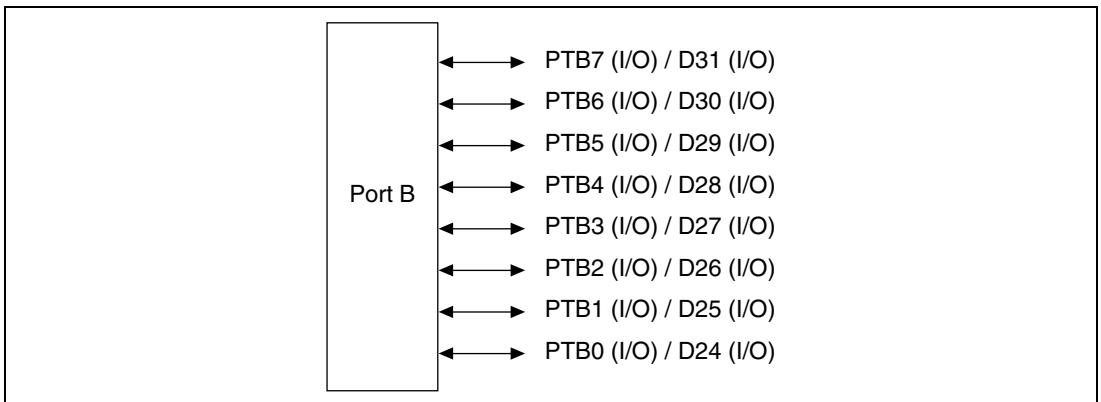 PTB7 (I/O) / D31 (I/O)
PTB6 (I/O) / D30 (I/O)
PTB5 (I/O) / D29 (I/O)
PTB4 (I/O) / D28 (I/O)
Port B
PTB3 (I/O) / D27 (I/O)
PTB2 (I/O) / D26 (I/O)
PTB1 (I/O) / D25 (I/O)
PTB0 (I/O) / D24 (I/O)